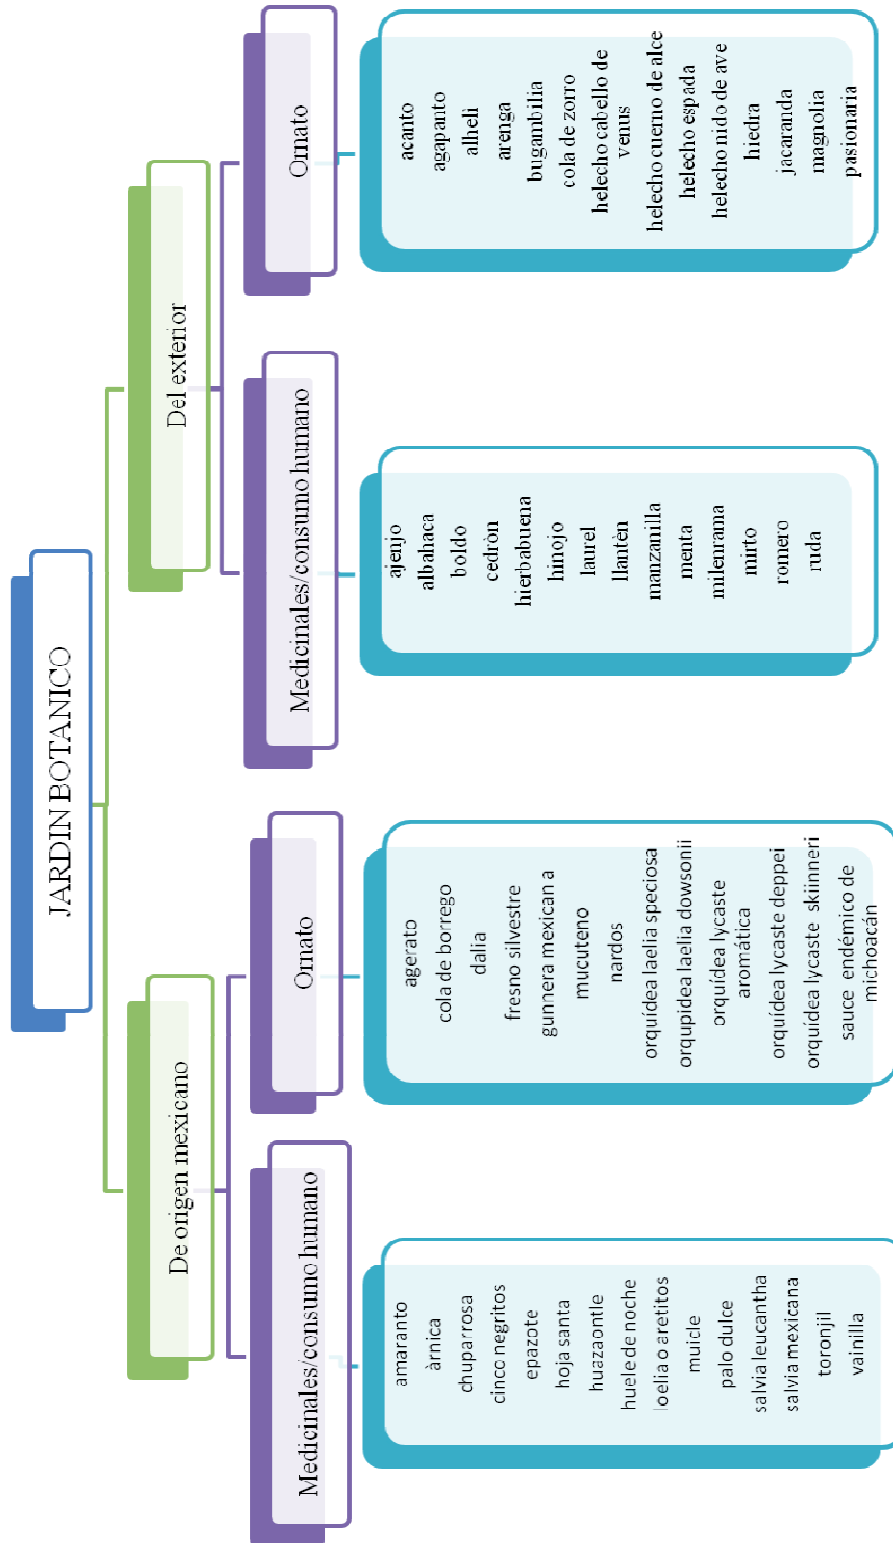 JARDIN BOTANICO
De origen mexicano
Medicinales/consumo humano
amaranto
àrnica
chuparrosa
cinco negritos
epazote
hoja santa
huazaontle
huele de noche
loelia o aretitos
muicle
palo dulce
salvia leucantha
salvia mexicana
toronjil
vainilla
Ornato
agerato
cola de borrego
dalia
fresno silvestre
gunnera mexican a
mucuteno
nardos
orquídea laelia speciosa
orqupidea laelia dowsonii
orquídea lycaste
aromática
orquídea lycaste deppei
orquídea lycaste skiinneri
sauce endémico de
michoacán
Del exterior
Medicinales/consumo humano
ajenjo
albahaca
boldo
cedròn
hierbabuena
hinojo
laurel
llantèn
manzanilla
menta
milenrama
mirto
romero
ruda
Ornato
acanto
agapanto
alhelì
arenga
bugambilia
cola de zorro
helecho cabello de
venus
helecho cuerno de alce
helecho espada
helecho nido de ave
hiedra
jacaranda
magnolia
pasionaria